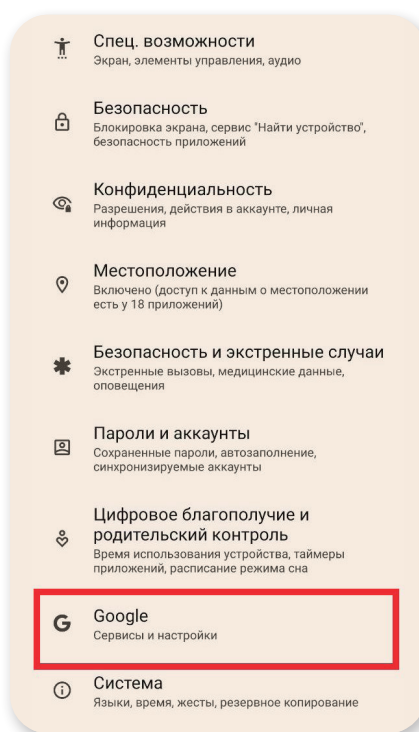 Спец. возможности
Экран, элементы управления, аудио
Безопасность
Блокировка экрана, сервис "Найти устройство",
безопасность приложений
Конфиденциальность
Разрешения, действия в аккаунте, личная
информация
Местоположение
Включено (доступ к данным о местоположении
есть у 18 приложений)
Безопасность и экстренные случаи
Экстренные вызовы, медицинские данные,
оповещения
Пароли и аккаунты
Сохраненные пароли, автозаполнение,
синхронизируемые аккаунты
Цифровое благополучие и
родительский контроль
Время использования устройства, таймеры
приложений, расписание режима сна
Google
Сервисы и настройки
Система
Языки, время, жесты, резервное копирование